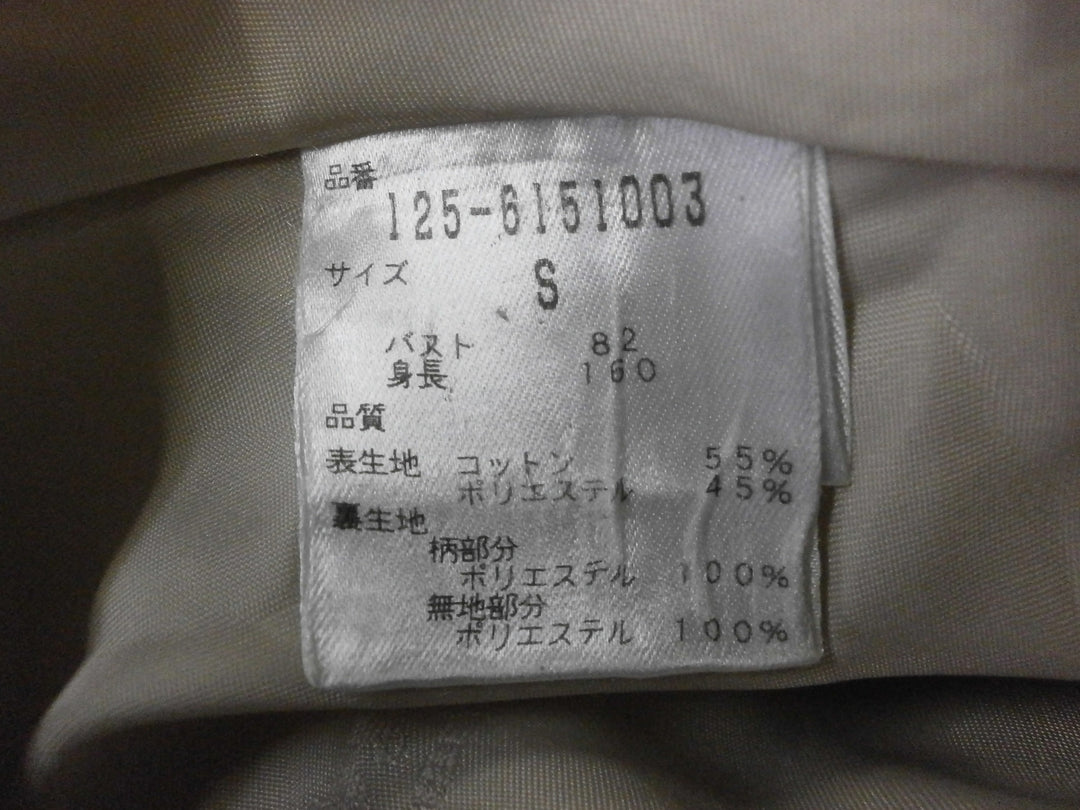 品番
125-6151003
サイズ S
バスト 82
身長 160
品質
表生地 コットン 55%
ポリエステル 45%
裏生地
柄部分
ポリエステル 100%
無地部分
ポリエステル 100%